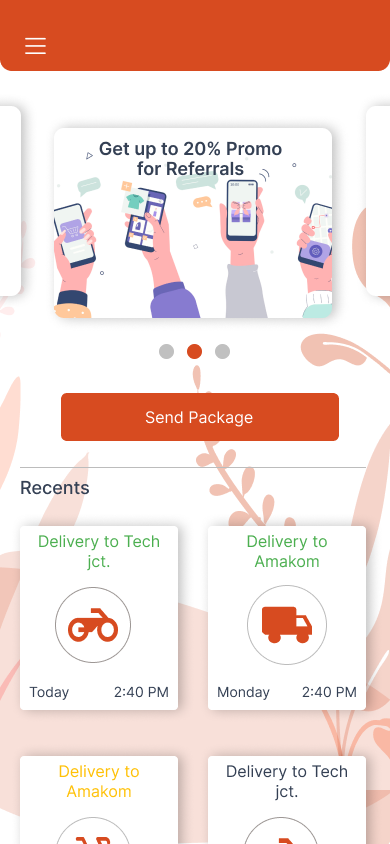 Get up to 20% Promo
for Referrals
Send Package
Recents
Delivery to Tech
jct.
Delivery to
Amakom
Today 2:40 PM
Monday 2:40 PM
Delivery to
Amakom
Delivery to Tech
jct.